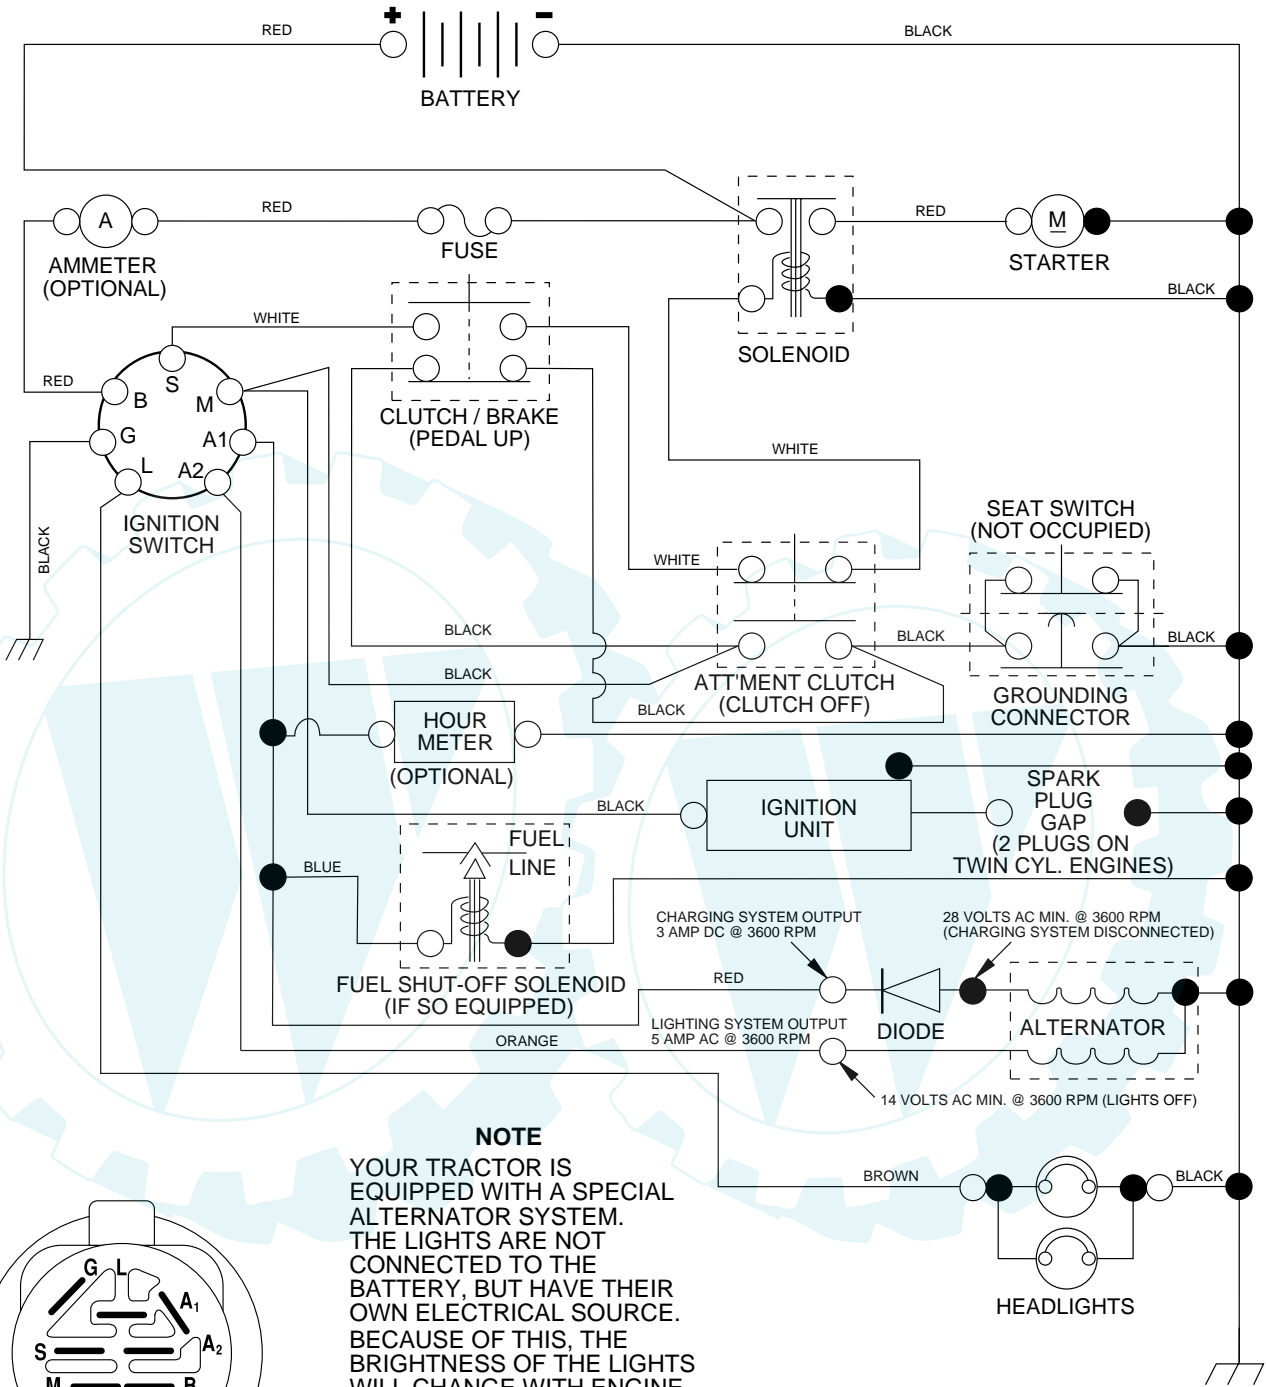 + -
RED
BLACK
BATTERY
A
RED
RED
M
FUSE
STARTER
AMMETER
(OPTIONAL)
BLACK
WHITE
SOLENOID
RED
S
B
M
CLUTCH / BRAKE
(PEDAL UP)
G
A1
L
A2
WHITE
IGNITION
SWITCH
SEAT SWITCH
(NOT OCCUPIED)
BLACK
WHITE
BLACK
BLACK
BLACK
BLACK
ATT'MENT CLUTCH
(CLUTCH OFF)
GROUNDING
CONNECTOR
BLACK
HOUR
METER
(OPTIONAL)
SPARK
PLUG
GAP
(2 PLUGS ON
TWIN CYL. ENGINES)
BLACK
IGNITION
UNIT
FUEL
LINE
BLUE
FUEL SHUT-OFF SOLENOID
(IF SO EQUIPPED)
CHARGING SYSTEM OUTPUT
3 AMP DC @ 3600 RPM
28 VOLTS AC MIN. @ 3600 RPM
(CHARGING SYSTEM DISCONNECTED)
RED
DIODE
ALTERNATOR
LIGHTING SYSTEM OUTPUT
5 AMP AC @ 3600 RPM
ORANGE
14 VOLTS AC MIN. @ 3600 RPM (LIGHTS OFF)
BROWN
BLACK
HEADLIGHTS
NOTE
YOUR TRACTOR IS
EQUIPPED WITH A SPECIAL
ALTERNATOR SYSTEM.
THE LIGHTS ARE NOT
CONNECTED TO THE
BATTERY, BUT HAVE THEIR
OWN ELECTRICAL SOURCE.
BECAUSE OF THIS, THE
BRIGHTNESS OF THE LIGHTS
WILL CHANGE WITH ENGINE
G L
A1
A2
S
M B